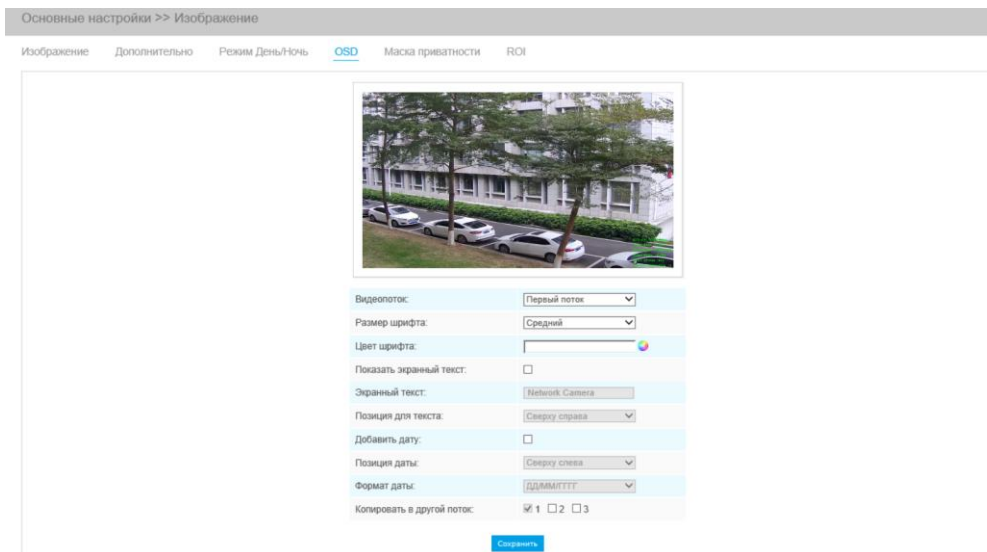 Основные настройки >> Изображение
Изображение Дополнительно Режим День/Ночь OSD Маска приватности ROI
Видеопоток: Первый поток
Размер шрифта: Средний
Цвет шрифта:
Показать экранный текст:
Экранный текст: Network Camera
Позиция для текста: Сверху справа
Добавить дату:
Позиция даты: Сверху слева
Формат даты: ДД/ММ/ГГГГ
Копировать в другой поток: 1 2 3
Сохранить